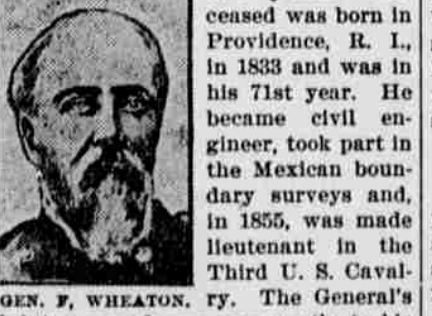 ceased was born in
Providence, R. I.,
in 1833 and was in
his 71st year. He
became civil en-
gineer, took part in
the Mexican boun-
dary surveys and,
in 1855, was made
lieutenant in the
Third U. S. Caval-
GEN. F, WHEATON. ry. The General's